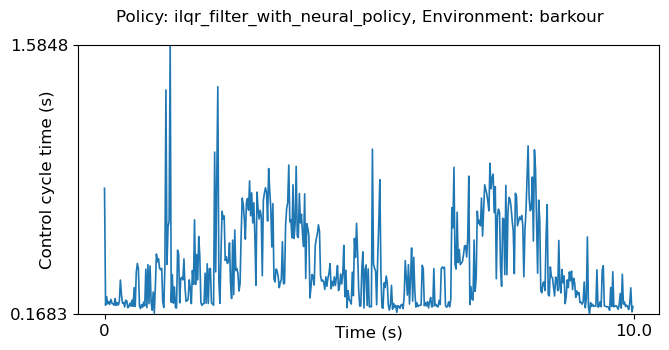 Policy: ilqr_filter_with_neural_policy, Environment: barkour
1.5848
Control cycle time (s)
0.1683
0
Time (s)
10.0